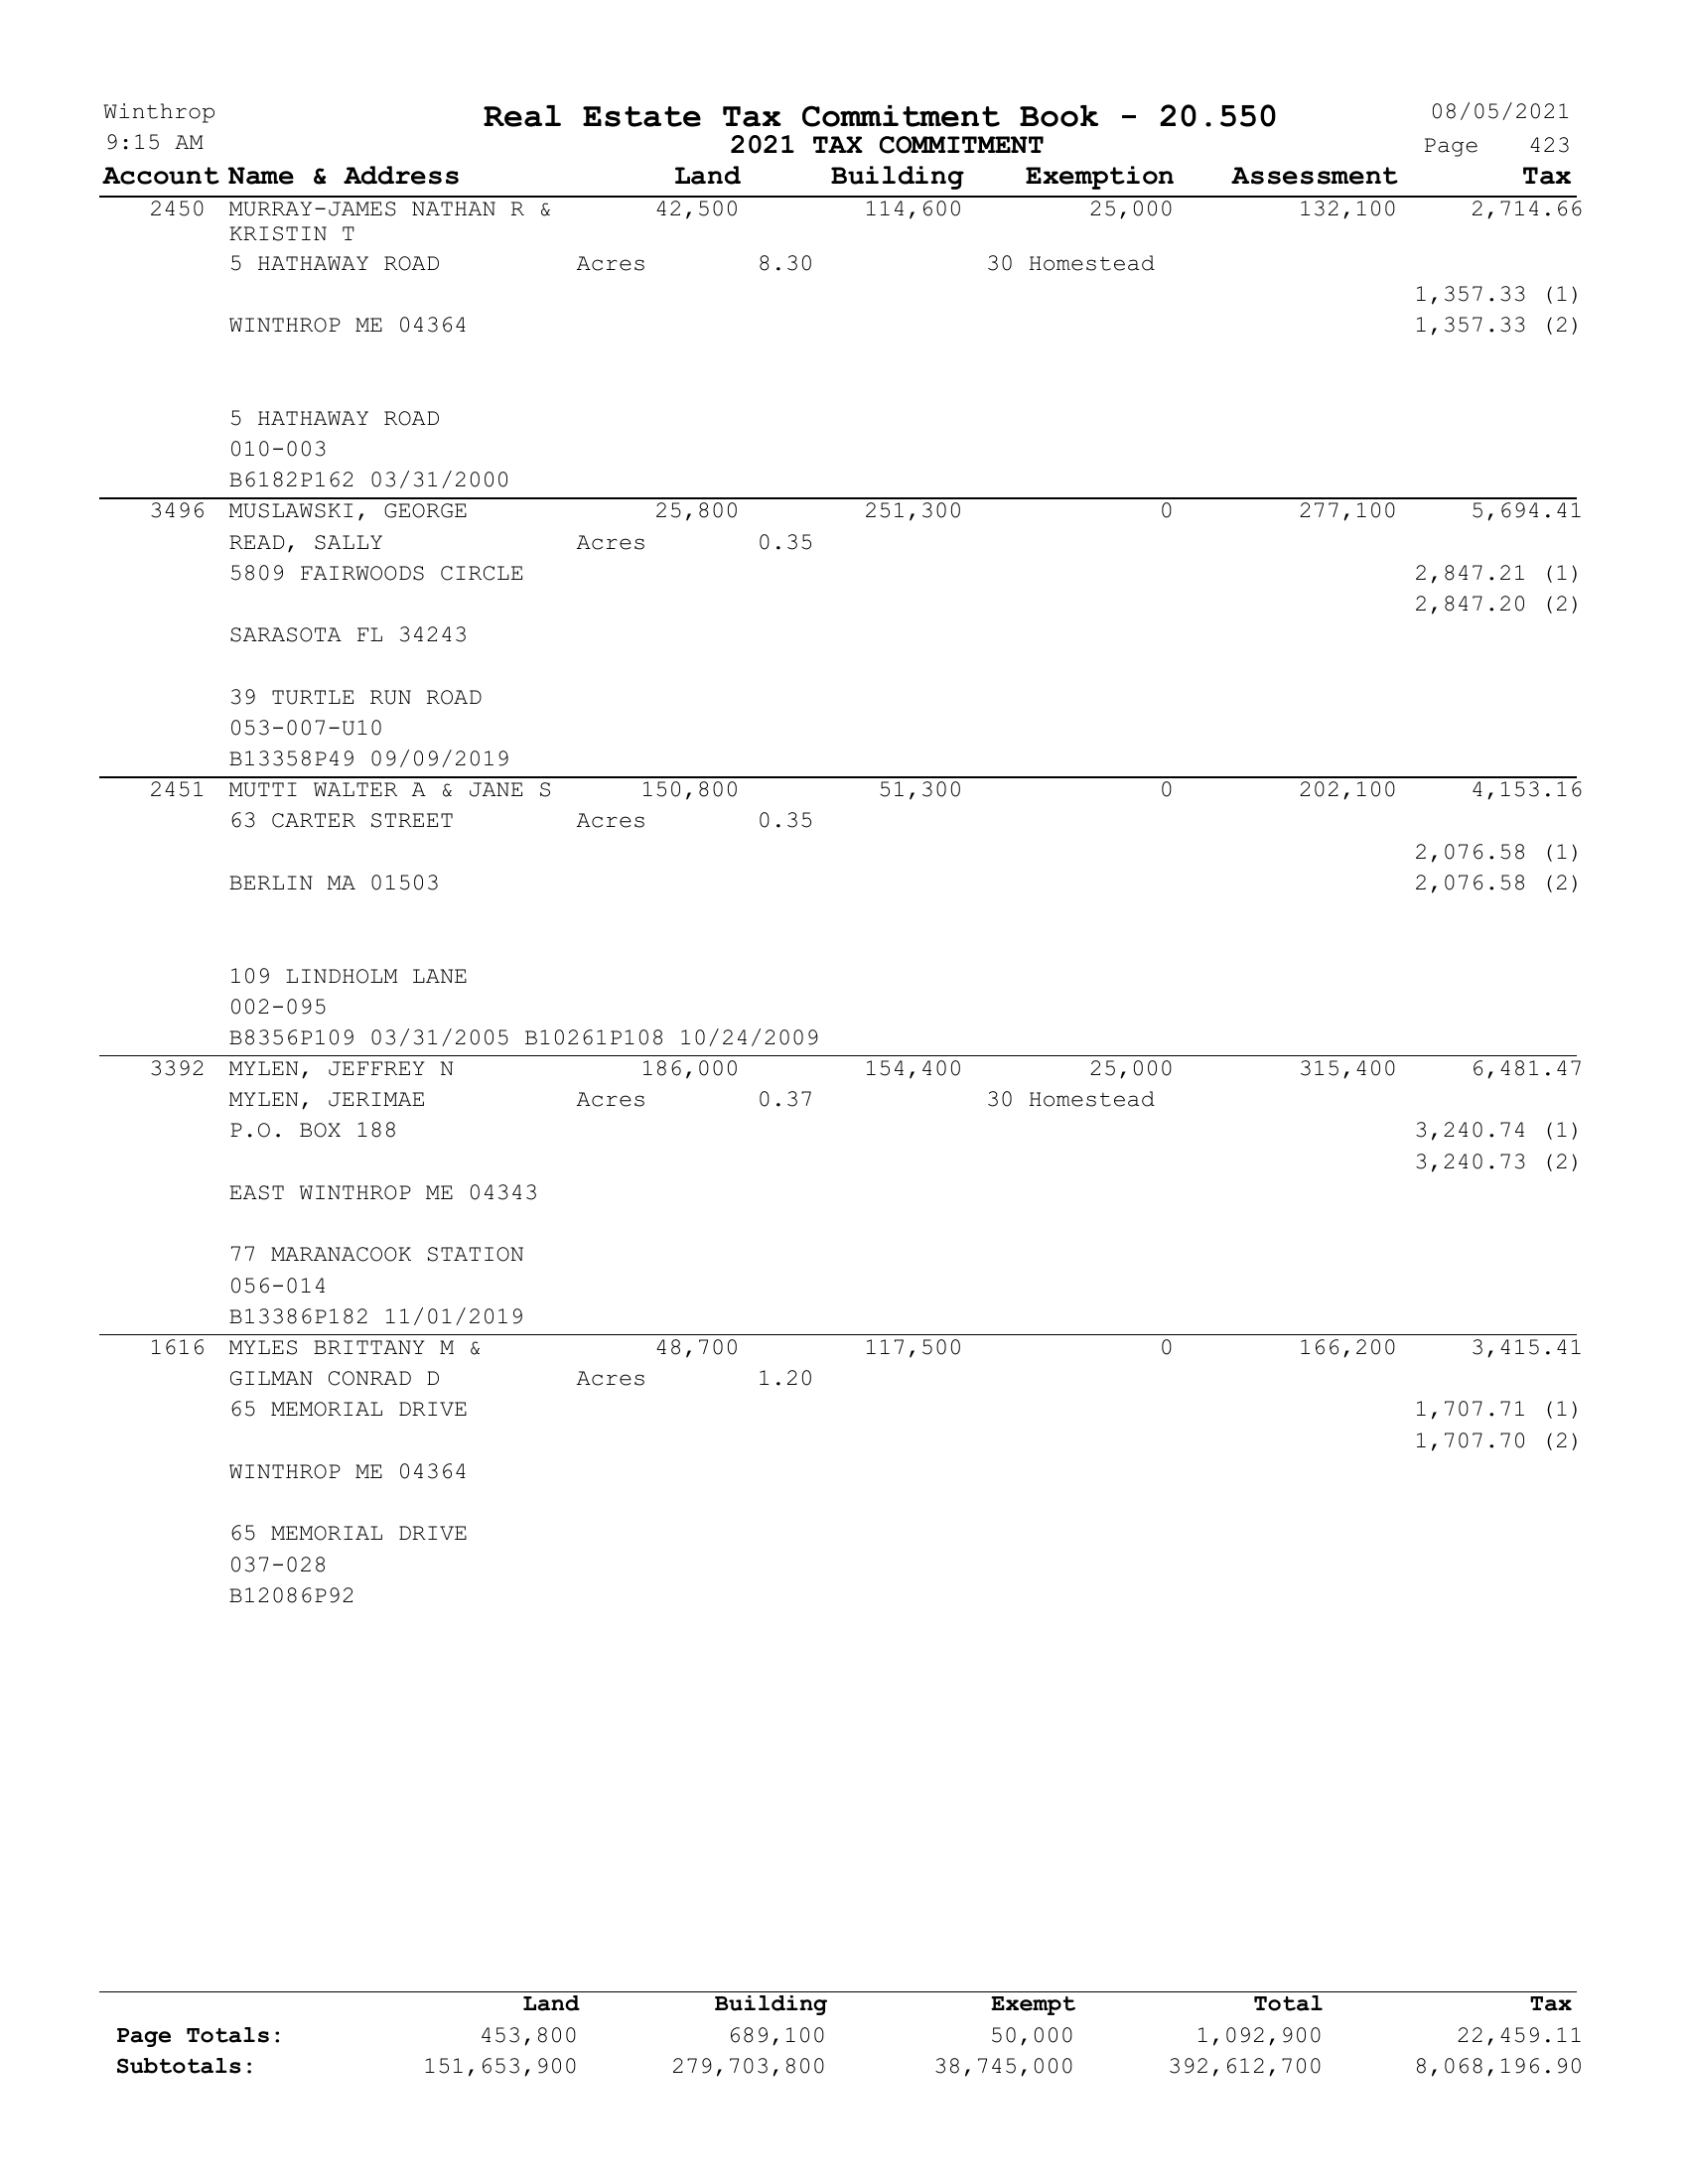 Winthrop Real Estate Tax Commitment Book - 20.550 08/05/2021
9:15 AM 2021 TAX COMMITMENT Page 423
Account Name & Address Land Building Exemption Assessment Tax
2450 MURRAY-JAMES NATHAN R & 42,500 114,600 25,000 132,100 2,714.66
KRISTIN T
5 HATHAWAY ROAD Acres 8.30 30 Homestead
1,357.33 (1)
WINTHROP ME 04364 1,357.33 (2)
5 HATHAWAY ROAD
010-003
B6182P162 03/31/2000
3496 MUSLAWSKI, GEORGE 25,800 251,300 0 277,100 5,694.41
READ, SALLY Acres 0.35
5809 FAIRWOODS CIRCLE 2,847.21 (1)
2,847.20 (2)
SARASOTA FL 34243
39 TURTLE RUN ROAD
053-007-U10
B13358P49 09/09/2019
2451 MUTTI WALTER A & JANE S 150,800 51,300 0 202,100 4,153.16
63 CARTER STREET Acres 0.35
2,076.58 (1)
BERLIN MA 01503 2,076.58 (2)
109 LINDHOLM LANE
002-095
B8356P109 03/31/2005 B10261P108 10/24/2009
3392 MYLEN, JEFFREY N 186,000 154,400 25,000 315,400 6,481.47
MYLEN, JERIMAE Acres 0.37 30 Homestead
P.O. BOX 188 3,240.74 (1)
3,240.73 (2)
EAST WINTHROP ME 04343
77 MARANACOOK STATION
056-014
B13386P182 11/01/2019
1616 MYLES BRITTANY M & 48,700 117,500 0 166,200 3,415.41
GILMAN CONRAD D Acres 1.20
65 MEMORIAL DRIVE 1,707.71 (1)
1,707.70 (2)
WINTHROP ME 04364
65 MEMORIAL DRIVE
037-028
B12086P92
Land Building Exempt Total Tax
Page Totals: 453,800 689,100 50,000 1,092,900 22,459.11
Subtotals: 151,653,900 279,703,800 38,745,000 392,612,700 8,068,196.90